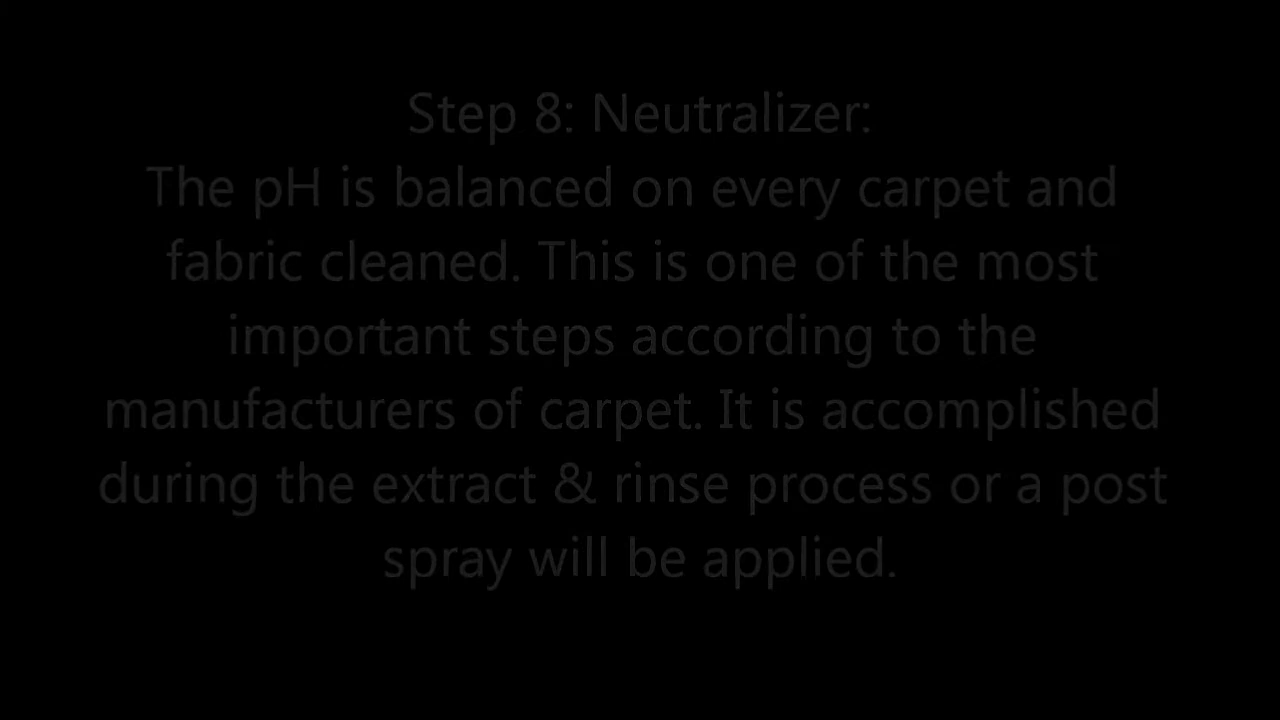 Step 8: Neutralizer:
The pH is balanced on every carpet and
fabric cleaned. This is one of the most
important steps according to the
manufacturers of carpet. It is accomplished
during the extract & rinse process or a post
spray will be applied.